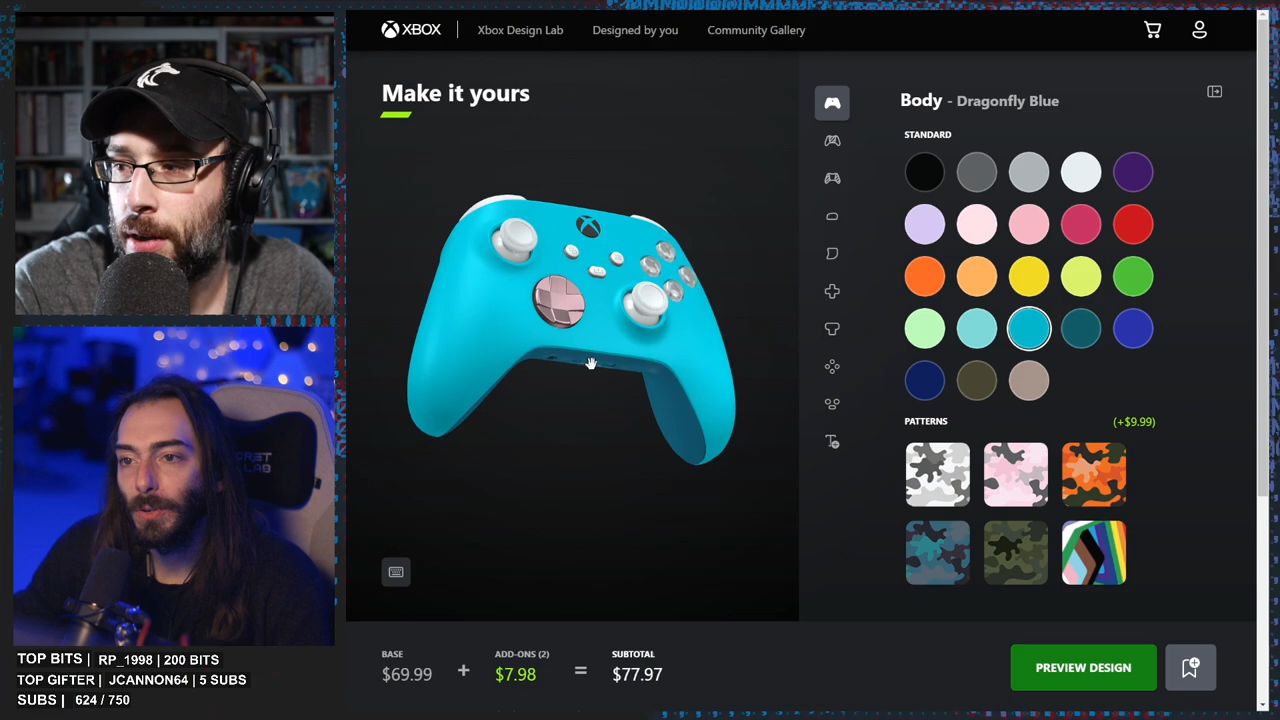 XBOX
Xbox Design Lab
Designed by you
Community Gallery
Make it yours
Body - Dragonfly Blue
STANDARD
PATTERNS
(+$9.99)
BASE
$69.99
+
ADD-ONS (2)
$7.98
=
SUBTOTAL
$77.97
PREVIEW DESIGN
TOP BITS | RP_1998 | 200 BITS
TOP GIFTER | JCANNON64 | 5 SUBS
SUBS | 624 / 750